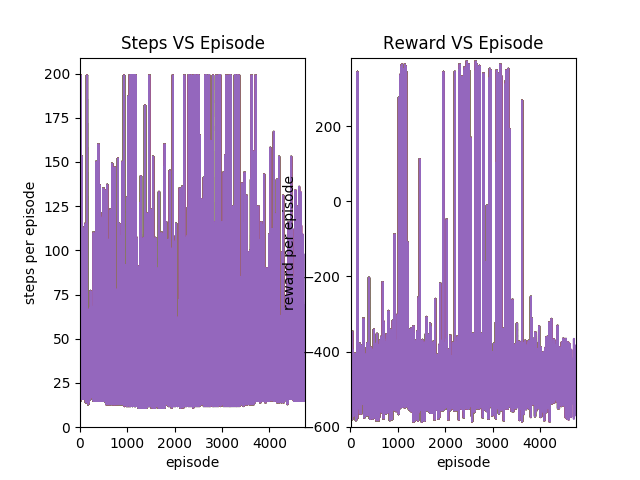 Steps VS Episode
200
175
150
125
100
75
50
25
0
steps per episode
0 1000 2000 3000 4000
episode
Reward VS Episode
200
0
−200
−400
−600
reward per episode
0 1000 2000 3000 4000
episode